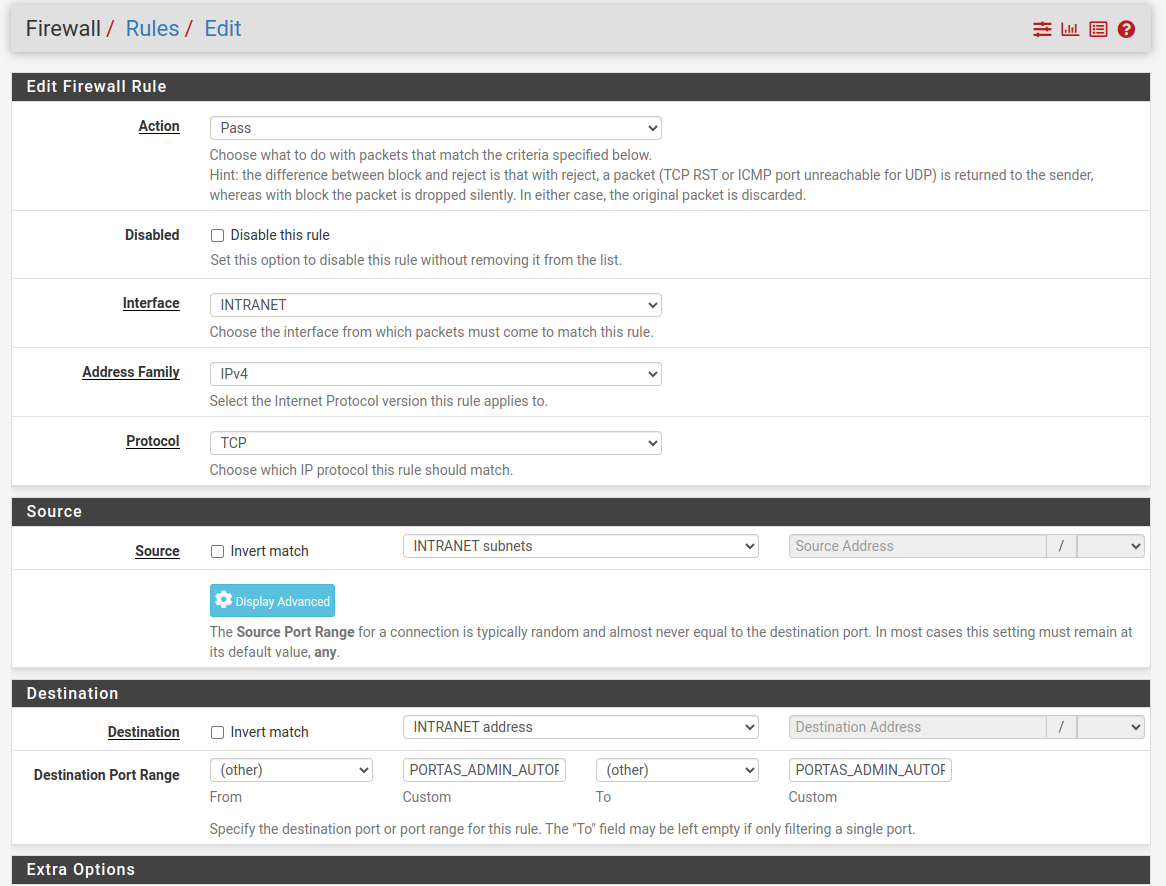 Firewall / Rules / Edit
Edit Firewall Rule
Action
Pass
Choose what to do with packets that match the criteria specified below.
Hint: the difference between block and reject is that with reject, a packet (TCP RST or ICMP port unreachable for UDP) is returned to the sender,
whereas with block the packet is dropped silently. In either case, the original packet is discarded.
Disabled
Disable this rule
Set this option to disable this rule without removing it from the list.
Interface
INTRANET
Choose the interface from which packets must come to match this rule.
Address Family
IPv4
Select the Internet Protocol version this rule applies to.
Protocol
TCP
Choose which IP protocol this rule should match.
Source
Source
Invert match
INTRANET subnets
Source Address
/
Display Advanced
The Source Port Range for a connection is typically random and almost never equal to the destination port. In most cases this setting must remain at
its default value, any.
Destination
Destination
Invert match
INTRANET address
Destination Address
/
Destination Port Range
(other)
PORTAS_ADMIN_AUTOF
(other)
PORTAS_ADMIN_AUTOF
From
Custom
To
Custom
Specify the destination port or port range for this rule. The "To" field may be left empty if only filtering a single port.
Extra Options